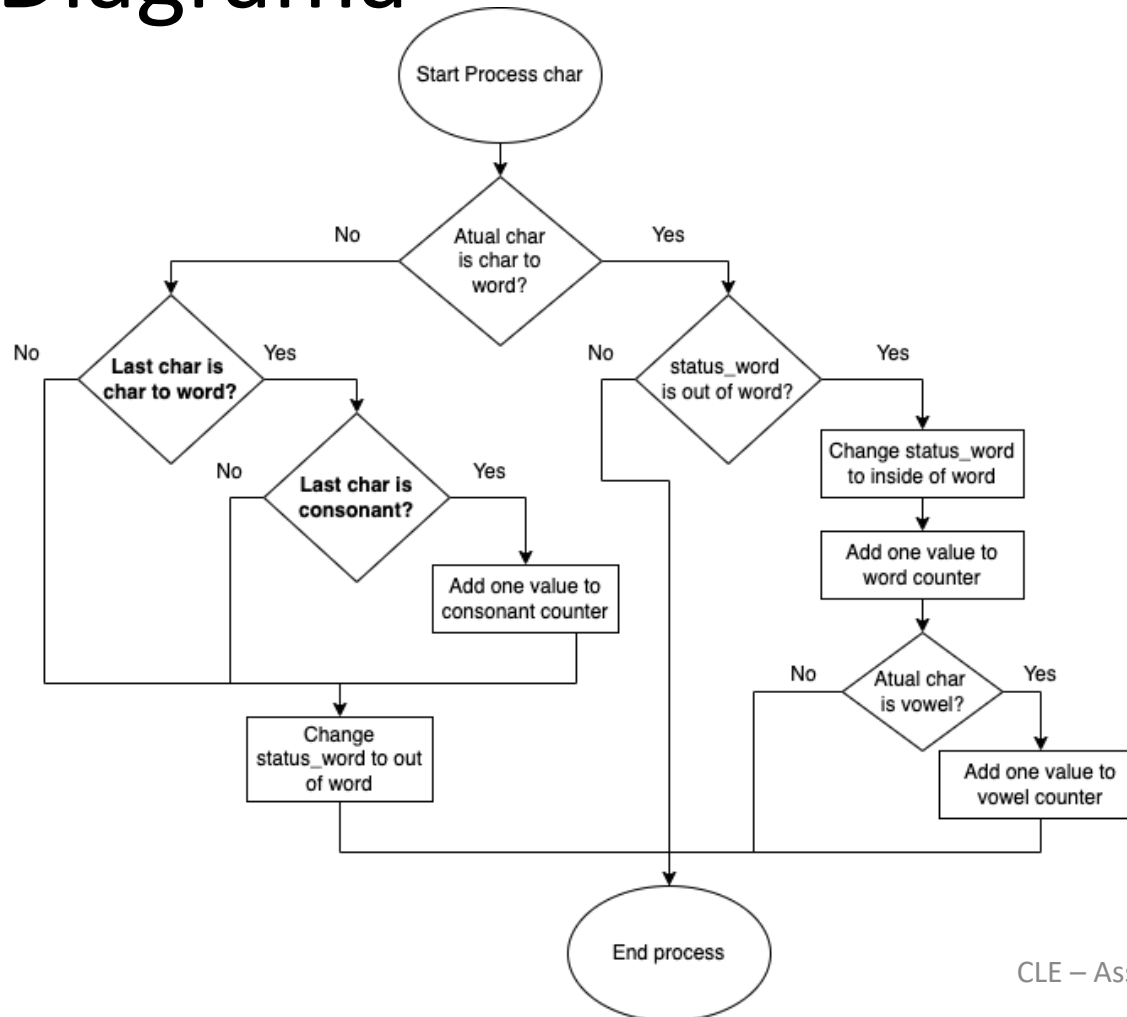 Diagrama
Start Process char
Atual char
is char to
word?
No
Yes
Last char is
char to word?
No
Yes
status_word
is out of word?
No
Yes
Last char is
consonant?
No
Yes
Change status_word
to inside of word
Add one value to
consonant counter
Add one value to
word counter
Atual char
is vowel?
No
Yes
Change
status_word to out
of word
Add one value to
vowel counter
End process
CLE – Ass